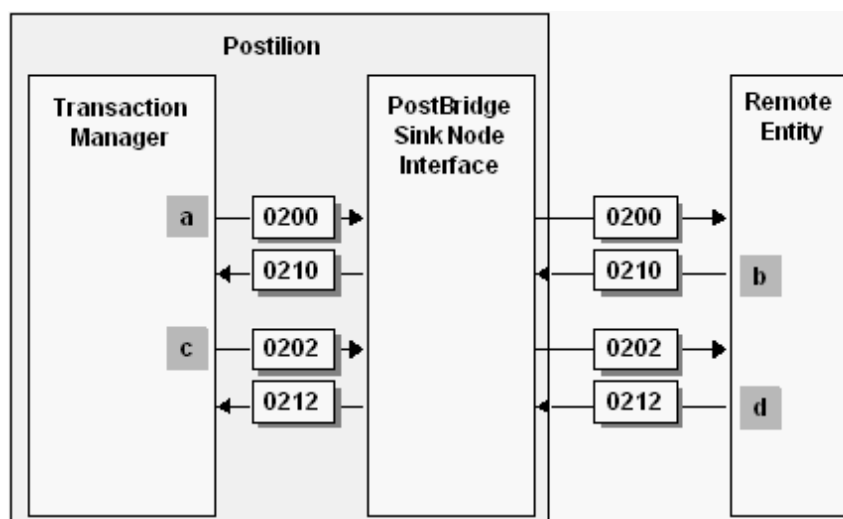 Postilion
Transaction
Manager
PostBridge
Sink Node
Interface
Remote
Entity
a
0200
0200
0210
0210
b
c
0202
0202
0212
0212
d